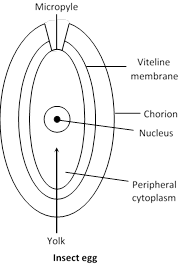 Micropyle
Viteline
membrane
Chorion
Nucleus
Peripheral
cytoplasm
Yolk
Insect egg